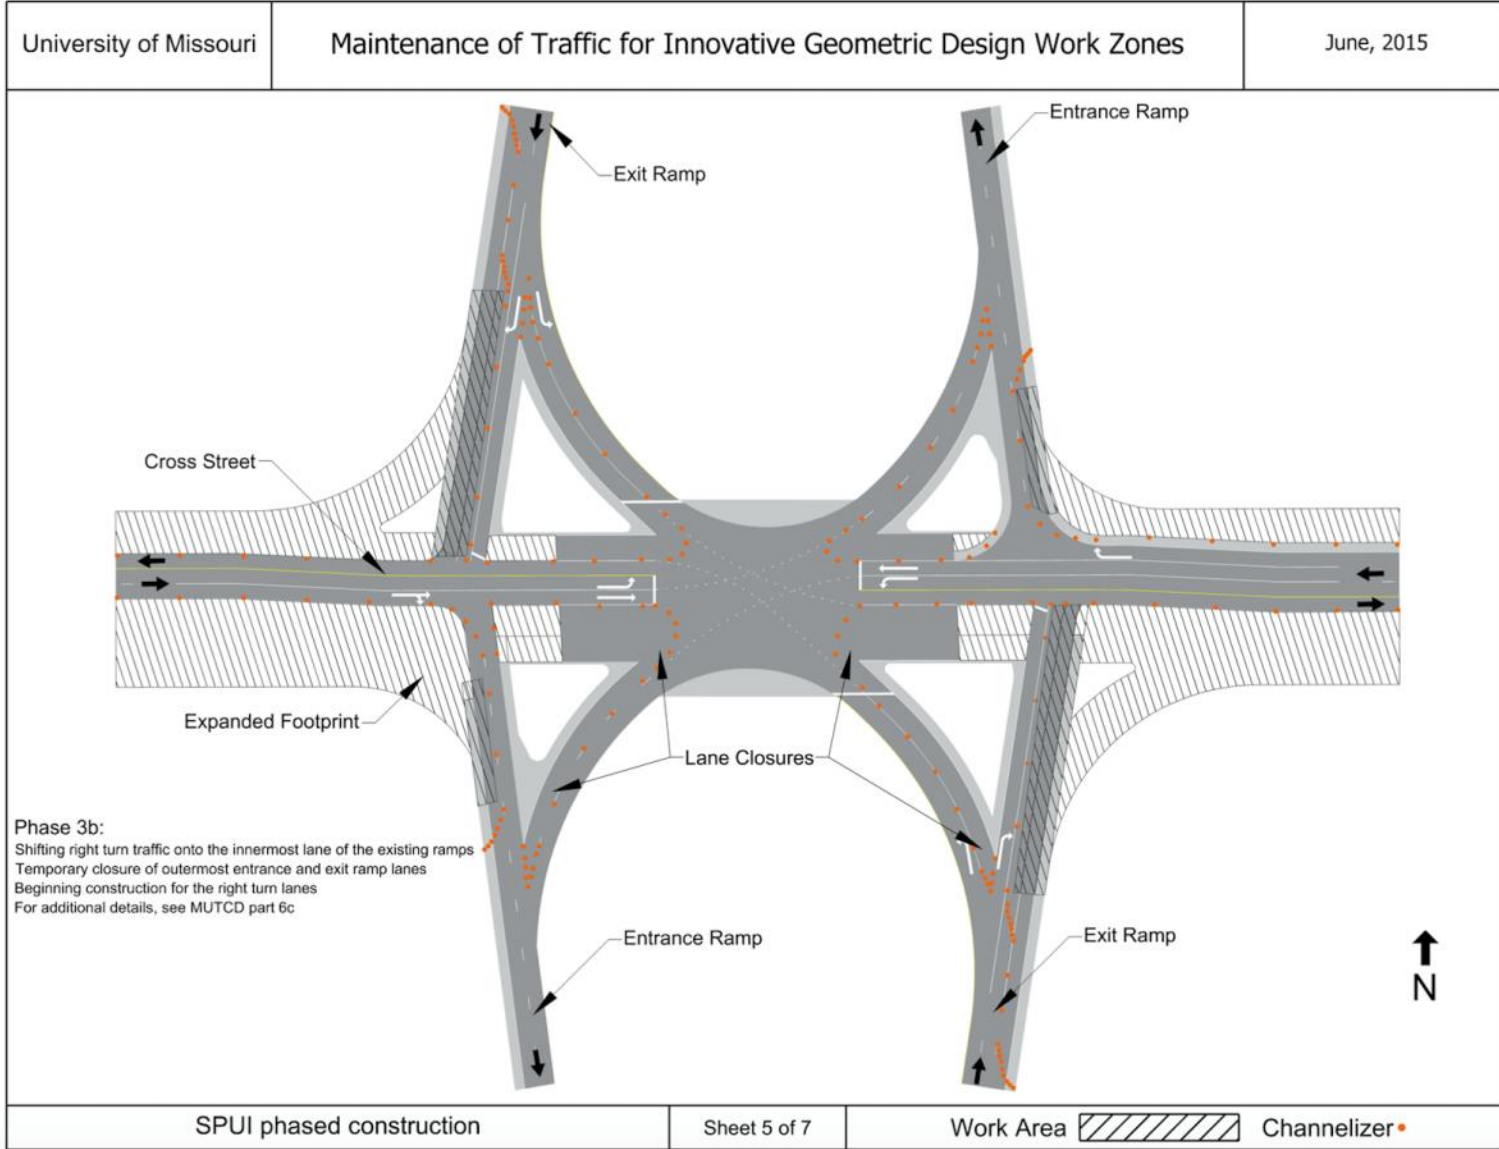 University of Missouri
Maintenance of Traffic for Innovative Geometric Design Work Zones
June, 2015
Entrance Ramp
Exit Ramp
Cross Street
Expanded Footprint
Lane Closures
Phase 3b:
Shifting right turn traffic onto the innermost lane of the existing ramps
Temporary closure of outermost entrance and exit ramp lanes
Beginning construction for the right turn lanes
For additional details, see MUTCD part 6c
Entrance Ramp
Exit Ramp
N
SPUI phased construction
Sheet 5 of 7
Work Area
Channelizer